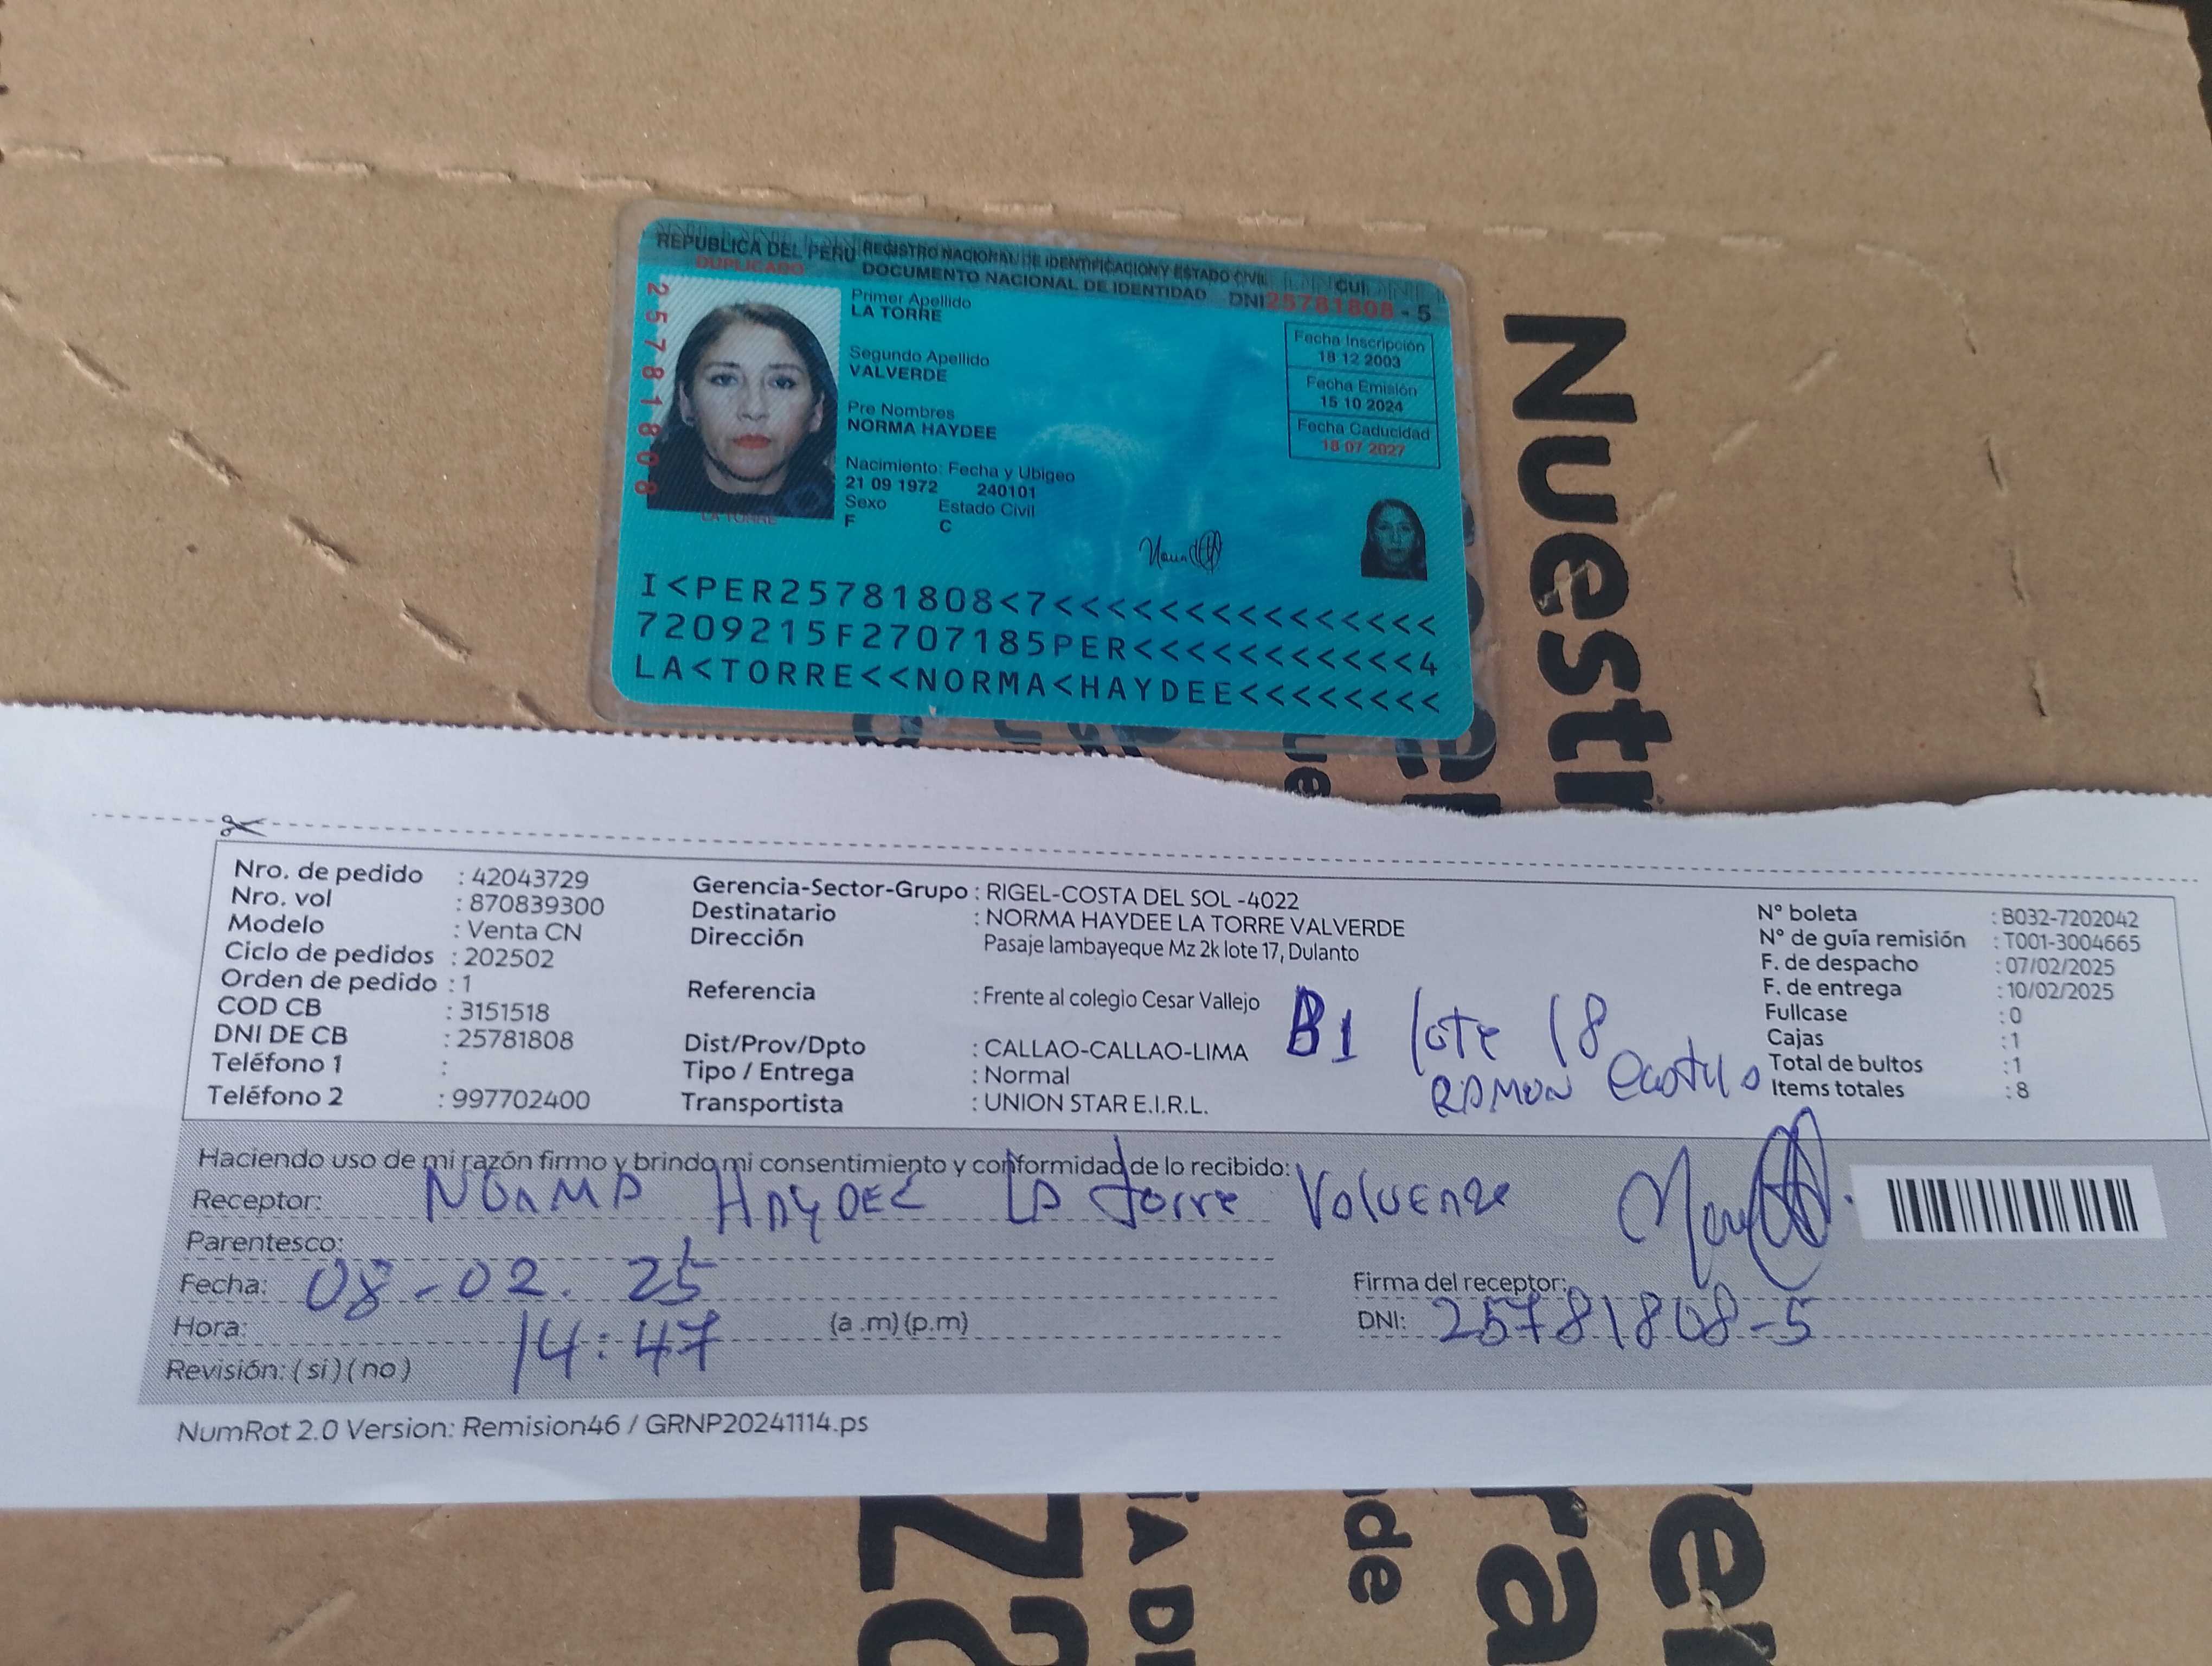 REPUBLICA DEL PERU REGISTRO NACIONAL DE IDENTIFICACION Y ESTADO CIVIL CUI
DUPLICADO DOCUMENTO NACIONAL DE IDENTIDAD DNI 25781808 - 5
25781808
Primer Apellido
LA TORRE
Segundo Apellido
VALVERDE
Pre Nombres
NORMA HAYDEE
Nacimiento: Fecha y Ubigeo
21 09 1972 240101
Sexo Estado Civil
F C
LA TORRE
Fecha Inscripción
18 12 2003
Fecha Emisión
15 10 2024
Fecha Caducidad
18 07 2027
I<PER25781808<7<<<<<<<<<<<<<<<
7209215F2707185PER<<<<<<<<<<<4
LA<TORRE<<NORMA<HAYDEE<<<<<<<<
Nro. de pedido : 42043729
Nro. vol : 870839300
Modelo : Venta CN
Ciclo de pedidos : 202502
Orden de pedido : 1
COD CB : 3151518
DNI DE CB : 25781808
Teléfono 1 :
Teléfono 2 : 997702400
Gerencia-Sector-Grupo : RIGEL-COSTA DEL SOL -4022
Destinatario : NORMA HAYDEE LA TORRE VALVERDE
Dirección Pasaje lambayeque Mz 2k lote 17, Dulanto
Referencia : Frente al colegio Cesar Vallejo
Dist/Prov/Dpto : CALLAO-CALLAO-LIMA
Tipo / Entrega : Normal
Transportista : UNION STAR E.I.R.L.
B1 lote 18
RAMON Castillo
N° boleta : B032-7202042
N° de guía remisión : T001-3004665
F. de despacho : 07/02/2025
F. de entrega : 10/02/2025
Fullcase : 0
Cajas : 1
Total de bultos : 1
Items totales : 8
Haciendo uso de mi razón firmo y brindo mi consentimiento y conformidad de lo recibido:
Receptor: NORMA HAYDEE LA torre Valverde
Parentesco:
Fecha: 08-02. 25
Hora: 14:47 (a .m) (p.m)
Revisión: ( si ) ( no )
Firma del receptor:
DNI: 25781808-5
NumRot 2.0 Version: Remision46 / GRNP20241114.ps
Nuestr